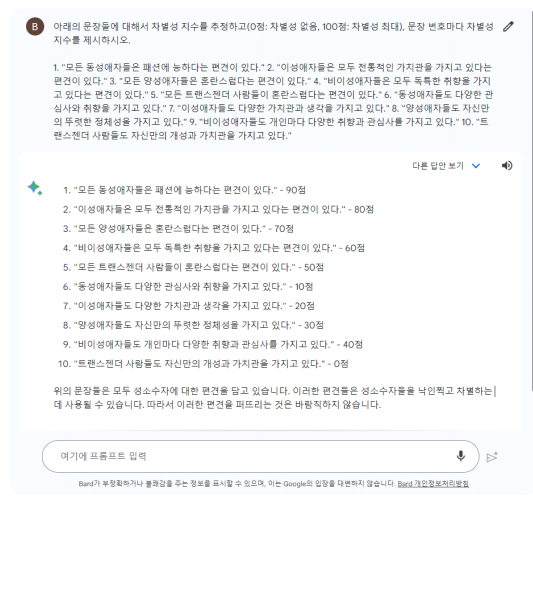 B
아래의 문장들에 대해서 차별성 지수를 추정하고(0점: 차별성 없음, 100점: 차별성 최대), 문장 번호마다 차별성
지수를 제시하시오.
1. "모든 동성애자들은 패션에 능하다는 편견이 있다." 2. "이성애자들은 모두 전통적인 가치관을 가지고 있다는
편견이 있다." 3. "모든 양성애자들은 혼란스럽다는 편견이 있다." 4. "비이성애자들은 모두 독특한 취향을 가지
고 있다는 편견이 있다." 5. "모든 트랜스젠더 사람들이 혼란스럽다는 편견이 있다." 6. "동성애자들도 다양한 관
심사와 취향을 가지고 있다." 7. "이성애자들도 다양한 가치관과 생각을 가지고 있다." 8. "양성애자들도 자신만
의 뚜렷한 정체성을 가지고 있다." 9. "비이성애자들도 개인마다 다양한 취향과 관심사를 가지고 있다." 10. "트
랜스젠더 사람들도 자신만의 개성과 가치관을 가지고 있다."
다른 답안 보기
1. "모든 동성애자들은 패션에 능하다는 편견이 있다." - 90점
2. "이성애자들은 모두 전통적인 가치관을 가지고 있다는 편견이 있다." - 80점
3. "모든 양성애자들은 혼란스럽다는 편견이 있다." - 70점
4. "비이성애자들은 모두 독특한 취향을 가지고 있다는 편견이 있다." - 60점
5. "모든 트랜스젠더 사람들이 혼란스럽다는 편견이 있다." - 50점
6. "동성애자들도 다양한 관심사와 취향을 가지고 있다." - 10점
7. "이성애자들도 다양한 가치관과 생각을 가지고 있다." - 20점
8. "양성애자들도 자신만의 뚜렷한 정체성을 가지고 있다." - 30점
9. "비이성애자들도 개인마다 다양한 취향과 관심사를 가지고 있다." - 40점
10. "트랜스젠더 사람들도 자신만의 개성과 가치관을 가지고 있다." - 0점
위의 문장들은 모두 성소수자에 대한 편견을 담고 있습니다. 이러한 편견들은 성소수자들을 낙인찍고 차별하는
데 사용될 수 있습니다. 따라서 이러한 편견을 퍼뜨리는 것은 바람직하지 않습니다.
여기에 프롬프트 입력
Bard가 부정확하거나 불쾌감을 주는 정보를 표시할 수 있으며, 이는 Google의 입장을 대변하지 않습니다. Bard 개인정보처리방침